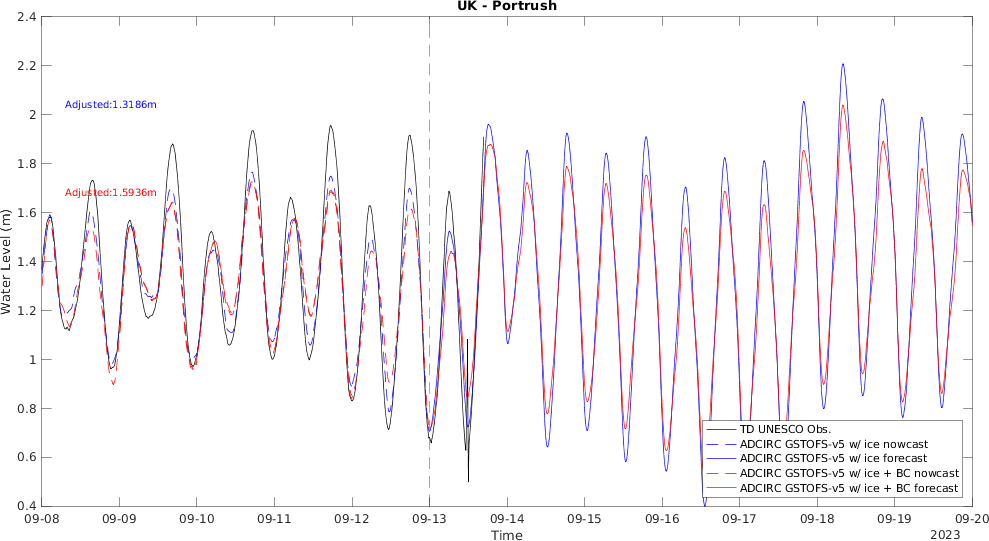 UK - Portrush
2.4
2.2
2
1.8
1.6
1.4
1.2
1
0.8
0.6
0.4
Water Level (m)
Adjusted:1.3186m
Adjusted:1.5936m
TD UNESCO Obs.
ADCIRC GSTOFS-v5 w/ ice nowcast
ADCIRC GSTOFS-v5 w/ ice forecast
ADCIRC GSTOFS-v5 w/ ice + BC nowcast
ADCIRC GSTOFS-v5 w/ ice + BC forecast
09-08 09-09 09-10 09-11 09-12 09-13 09-14 09-15 09-16 09-17 09-18 09-19 09-20
Time
2023